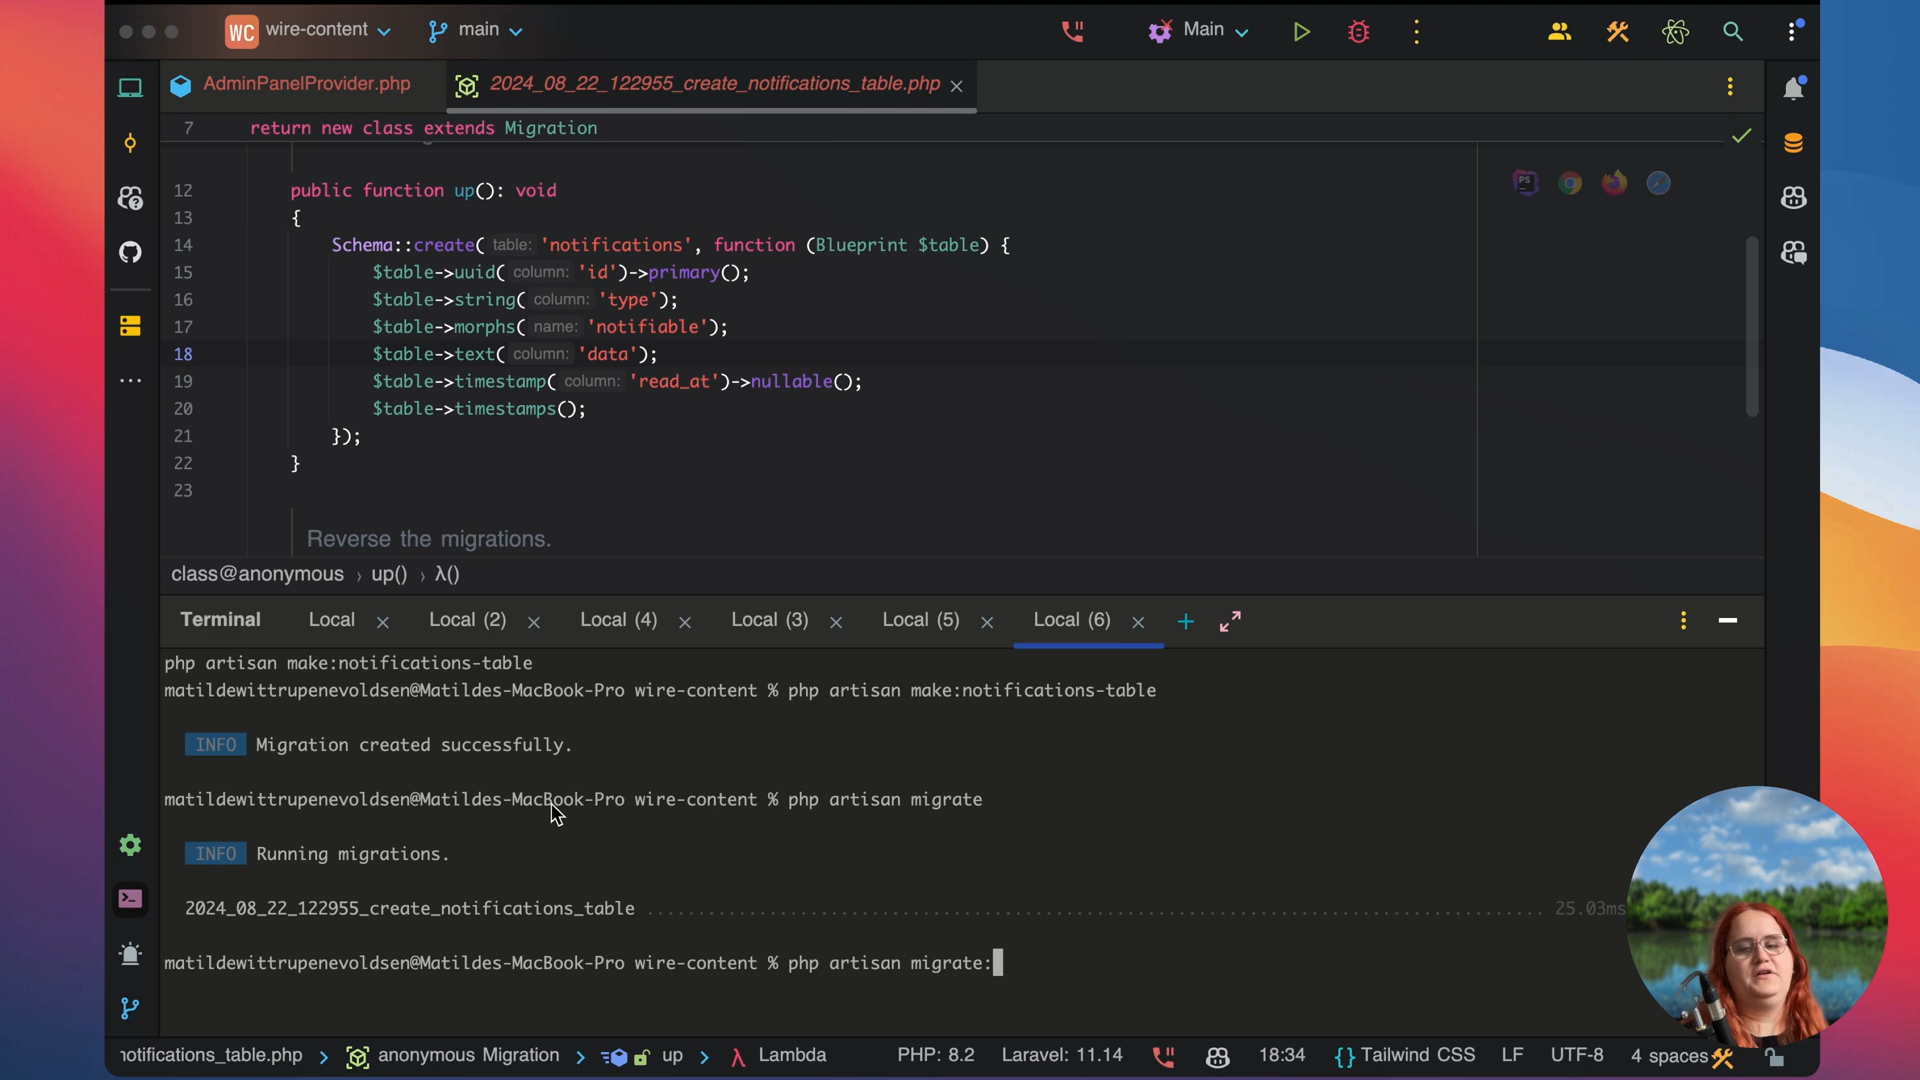 WC wire-content main Main
AdminPanelProvider.php 2024_08_22_122955_create_notifications_table.php
7 return new class extends Migration
12 public function up(): void
13 {
14 Schema::create( table: 'notifications', function (Blueprint $table) {
15 $table->uuid( column: 'id')->primary();
16 $table->string( column: 'type');
17 $table->morphs( name: 'notifiable');
18 $table->text( column: 'data');
19 $table->timestamp( column: 'read_at')->nullable();
20 $table->timestamps();
21 });
22 }
23
Reverse the migrations.
class@anonymous › up() › λ()
Terminal Local Local (2) Local (4) Local (3) Local (5) Local (6)
php artisan make:notifications-table
matildewittrupenevoldsen@Matildes-MacBook-Pro wire-content % php artisan make:notifications-table
INFO Migration created successfully.
matildewittrupenevoldsen@Matildes-MacBook-Pro wire-content % php artisan migrate
INFO Running migrations.
2024_08_22_122955_create_notifications_table ........................................ 25.03ms
matildewittrupenevoldsen@Matildes-MacBook-Pro wire-content % php artisan migrate:
notifications_table.php › anonymous Migration › up › λ Lambda PHP: 8.2 Laravel: 11.14 18:34 {} Tailwind CSS LF UTF-8 4 spaces